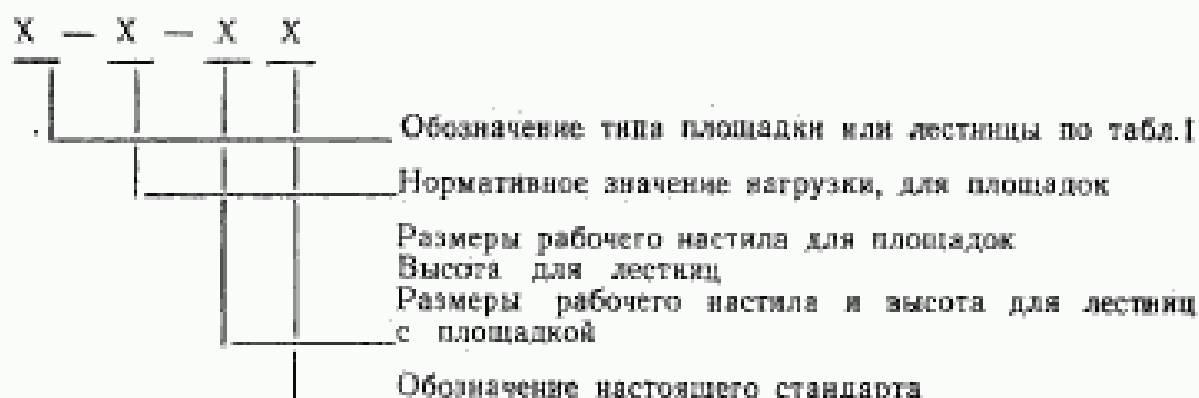 Х — Х — Х Х
Обозначение типа площадки или лестницы по табл.1
Нормативное значение нагрузки, для площадок
Размеры рабочего настила для площадок
Высота для лестниц
Размеры рабочего настила и высота для лестниц
с площадкой
Обозначение настоящего стандарта